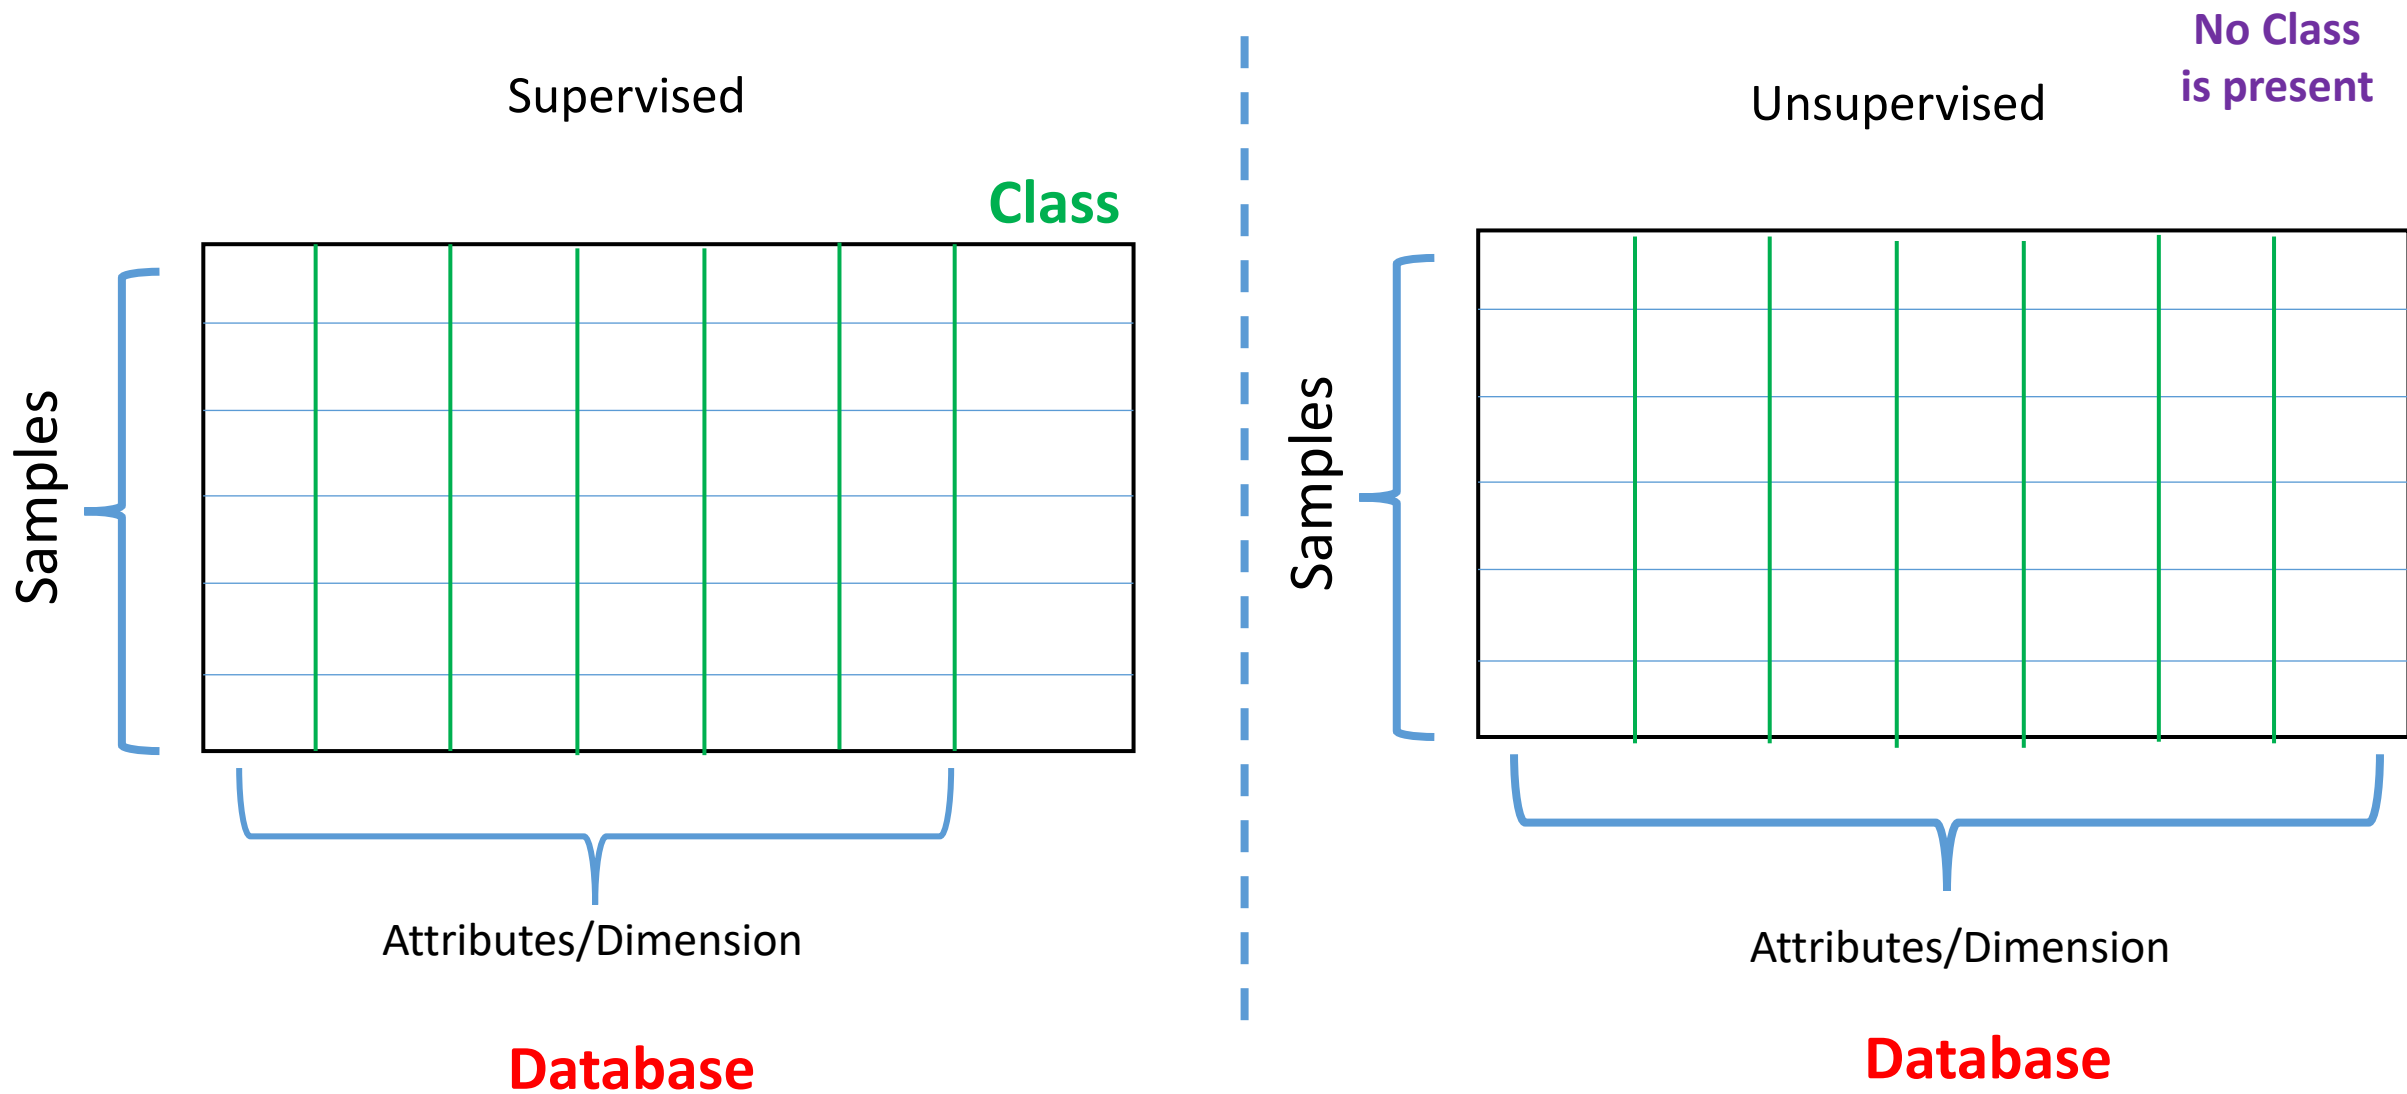 Supervised
Class
Samples
Attributes/Dimension
Database
No Class
is present
Unsupervised
Samples
Attributes/Dimension
Database